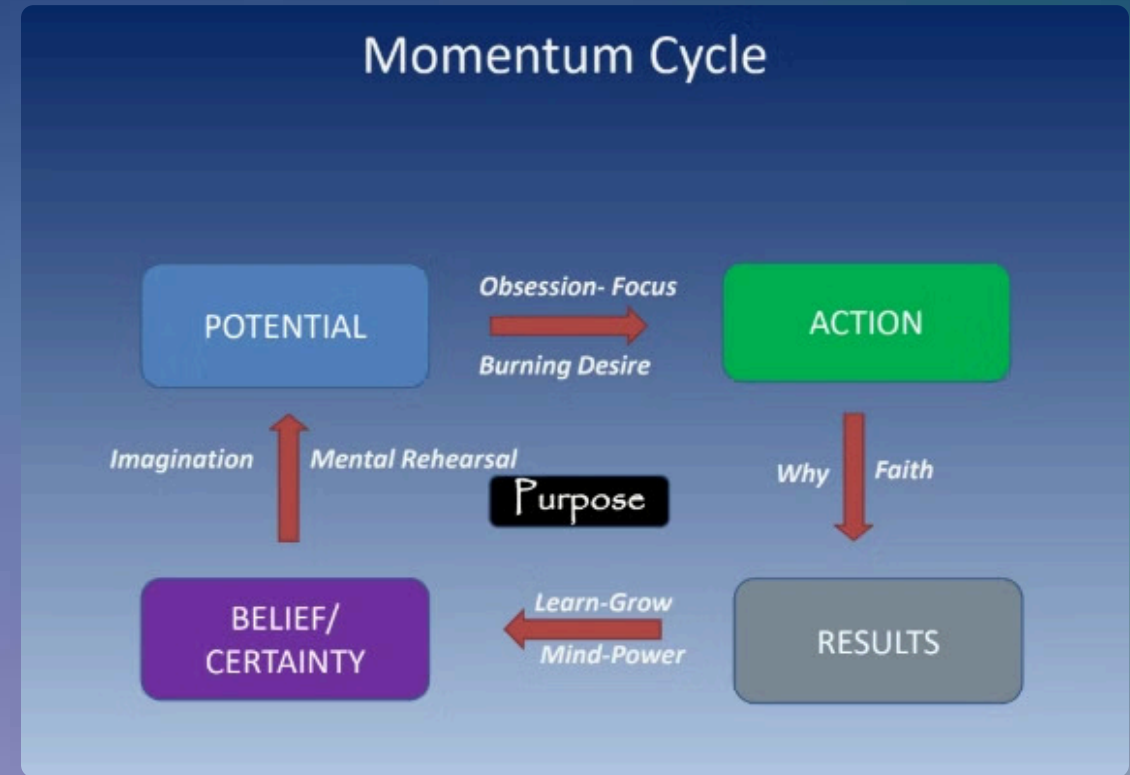 Momentum Cycle
POTENTIAL
Obsession- Focus
Burning Desire
ACTION
Imagination
Mental Rehearsal
Why
Faith
Purpose
BELIEF/
CERTAINTY
Learn-Grow
Mind-Power
RESULTS